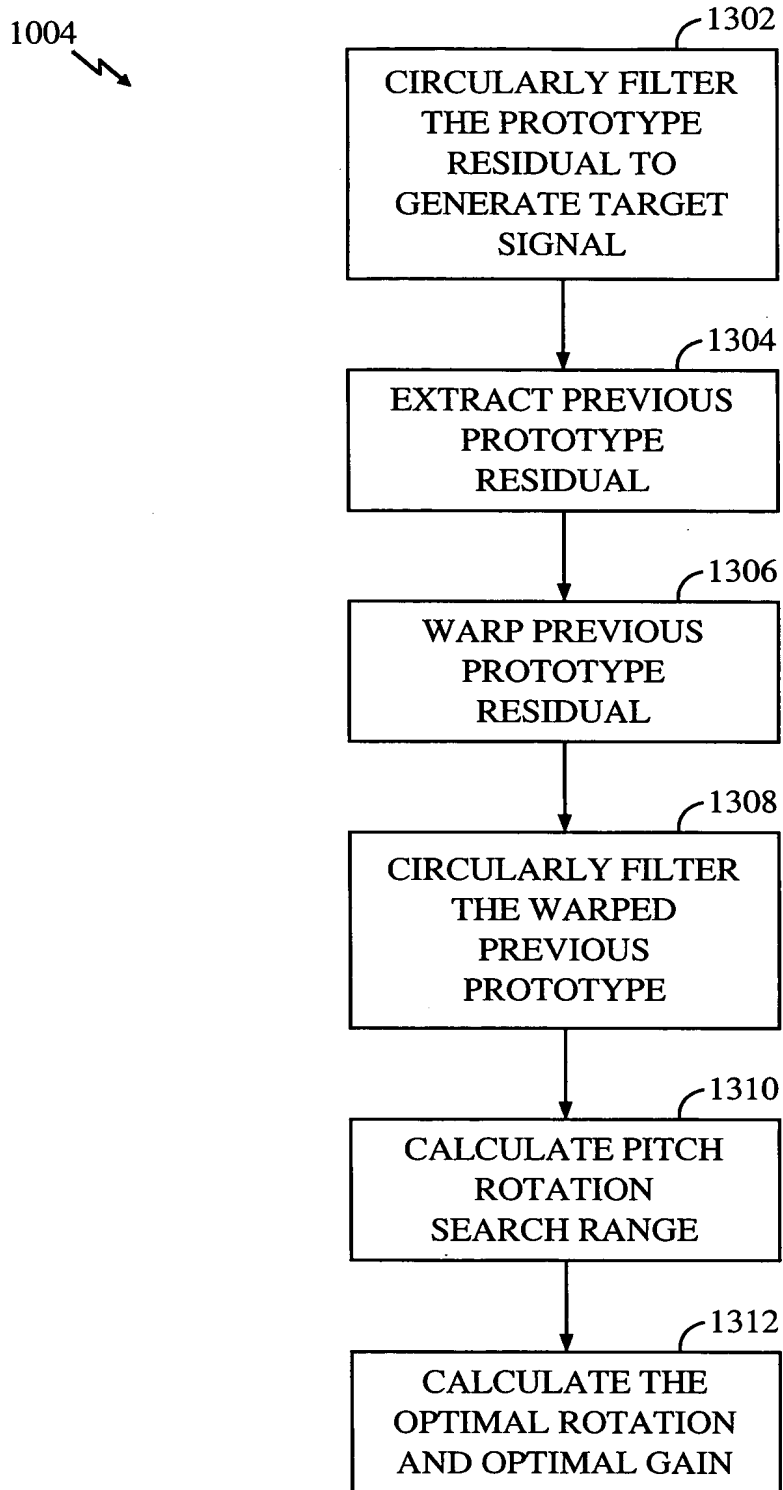 1004
1302
CIRCULARLY FILTER
THE PROTOTYPE
RESIDUAL TO
GENERATE TARGET
SIGNAL
1304
EXTRACT PREVIOUS
PROTOTYPE
RESIDUAL
1306
WARP PREVIOUS
PROTOTYPE
RESIDUAL
1308
CIRCULARLY FILTER
THE WARPED
PREVIOUS
PROTOTYPE
1310
CALCULATE PITCH
ROTATION
SEARCH RANGE
1312
CALCULATE THE
OPTIMAL ROTATION
AND OPTIMAL GAIN